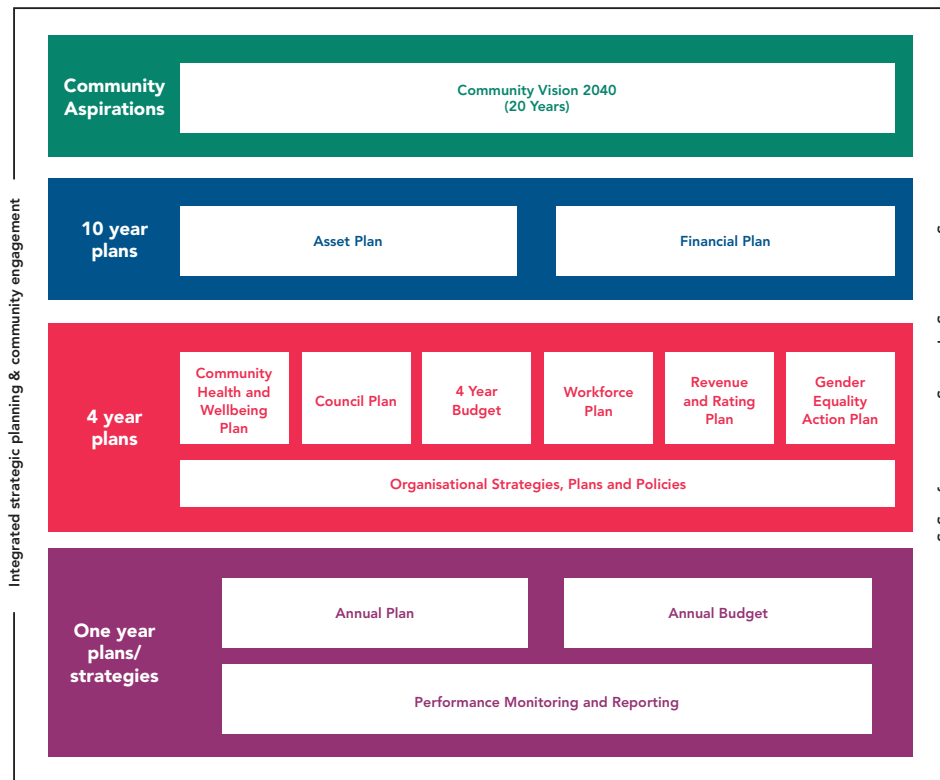 Community
Aspirations
Community Vision 2040
(20 Years)
10 year
plans
Asset Plan
Financial Plan
Integrated strategic planning & community engagement
4 year
plans
Community
Health and
Wellbeing
Plan
Council Plan
4 Year
Budget
Workforce
Plan
Revenue
and Rating
Plan
Gender
Equality
Action Plan
Organisational Strategies, Plans and Policies
One year
plans/
strategies
Annual Plan
Annual Budget
Performance Monitoring and Reporting